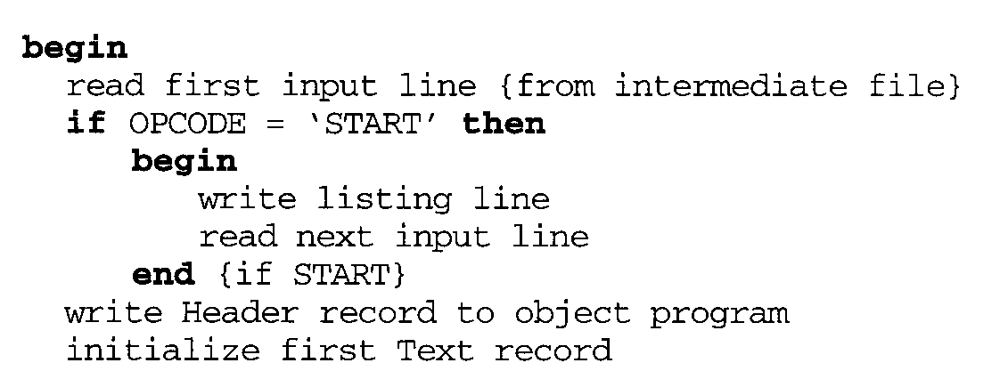 begin
read first input line {from intermediate file}
if OPCODE = ‘START’ then
begin
write listing line
read next input line
end {if START}
write Header record to object program
initialize first Text record